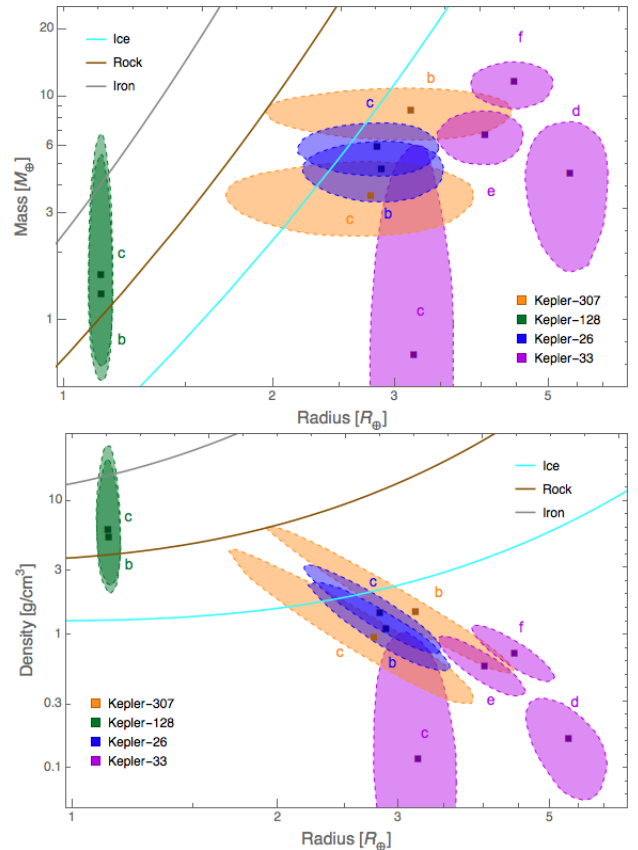 25
10
6
3
1
Mass [M⊕]
Ice
Rock
Iron
f
b
d
c
c
b
e
c
b
c
c
Kepler-307
Kepler-128
Kepler-26
Kepler-33
1
2
3
5
Radius [R⊕]
10
3
1
0.3
0.1
Density [g/cm³]
Ice
Rock
Iron
c
b
c
b
f
c
b
e
d
c
Kepler-307
Kepler-128
Kepler-26
Kepler-33
1
2
3
5
Radius [R⊕]